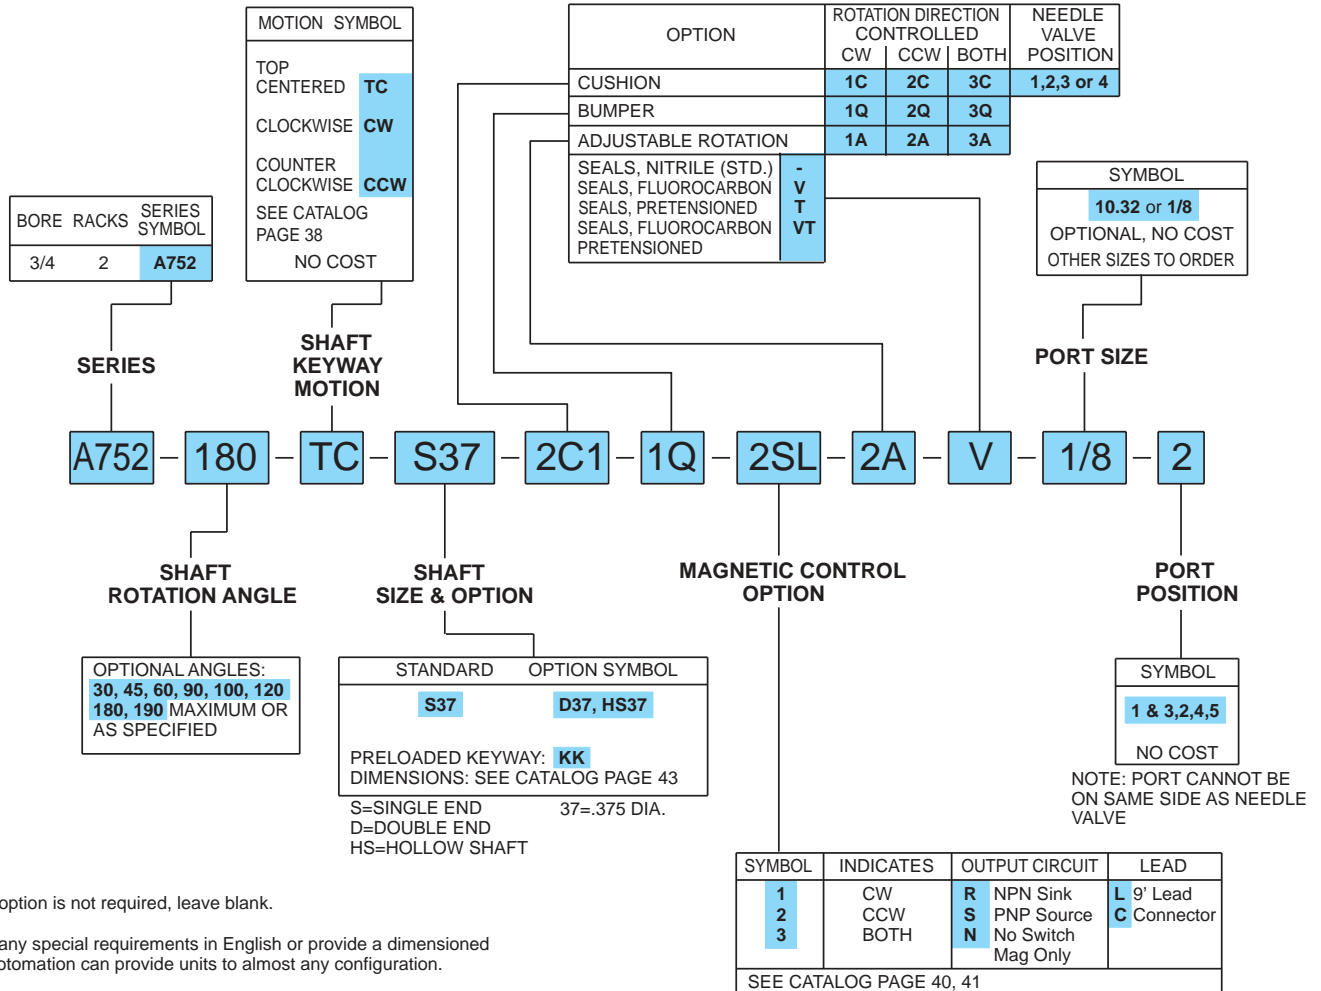 MOTION SYMBOL
TOP
CENTERED TC
CLOCKWISE CW
COUNTER
CLOCKWISE CCW
SEE CATALOG
PAGE 38
NO COST
OPTION
ROTATION DIRECTION
CONTROLLED
CW CCW BOTH
NEEDLE
VALVE
POSITION
CUSHION 1C 2C 3C 1,2,3 or 4
BUMPER 1Q 2Q 3Q
ADJUSTABLE ROTATION 1A 2A 3A
SEALS, NITRILE (STD.) -
SEALS, FLUOROCARBON V
SEALS, PRETENSIONED T
SEALS, FLUOROCARBON VT
PRETENSIONED
SYMBOL
10.32 or 1/8
OPTIONAL, NO COST
OTHER SIZES TO ORDER
BORE RACKS SERIES
SYMBOL
3/4 2 A752
SERIES
SHAFT
KEYWAY
MOTION
PORT SIZE
A752 - 180 - TC - S37 - 2C1 - 1Q - 2SL - 2A - V - 1/8 - 2
SHAFT
ROTATION ANGLE
SHAFT
SIZE & OPTION
MAGNETIC CONTROL
OPTION
PORT
POSITION
OPTIONAL ANGLES:
30, 45, 60, 90, 100, 120
180, 190 MAXIMUM OR
AS SPECIFIED
STANDARD OPTION SYMBOL
S37 D37, HS37
PRELOADED KEYWAY: KK
DIMENSIONS: SEE CATALOG PAGE 43
S=SINGLE END 37=.375 DIA.
D=DOUBLE END
HS=HOLLOW SHAFT
SYMBOL
1 & 3,2,4,5
NO COST
NOTE: PORT CANNOT BE
ON SAME SIDE AS NEEDLE
VALVE
SYMBOL INDICATES OUTPUT CIRCUIT LEAD
1 CW R NPN Sink L 9' Lead
2 CCW S PNP Source C Connector
3 BOTH N No Switch
Mag Only
SEE CATALOG PAGE 40, 41
option is not required, leave blank.
any special requirements in English or provide a dimensioned
otomation can provide units to almost any configuration.